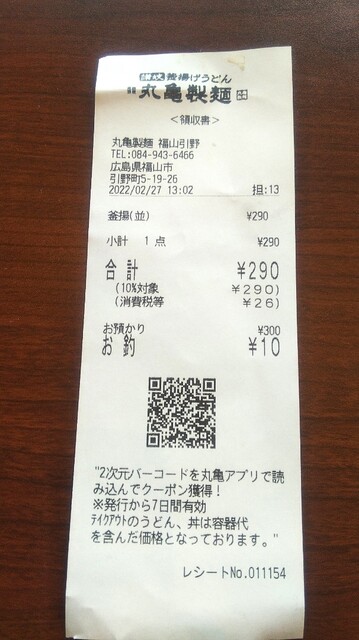 讃岐 釜揚げうどん
丸亀製麺
＜領収書＞
丸亀製麺 福山引野
TEL:084-943-6466
広島県福山市
引野町5-19-26
2022/02/27 13:02 担:13
釜揚(並) ¥290
小計 1点 ¥290
合計 ¥290
(10%対象 ¥290)
(消費税等 ¥26)
お預かり ¥300
お釣 ¥10
"2次元バーコードを丸亀アプリで読
み込んでクーポン獲得！
※発行から7日間有効
ﾃｲｸｱｳﾄのうどん、丼は容器代
を含んだ価格となっております。"
レシートNo.011154